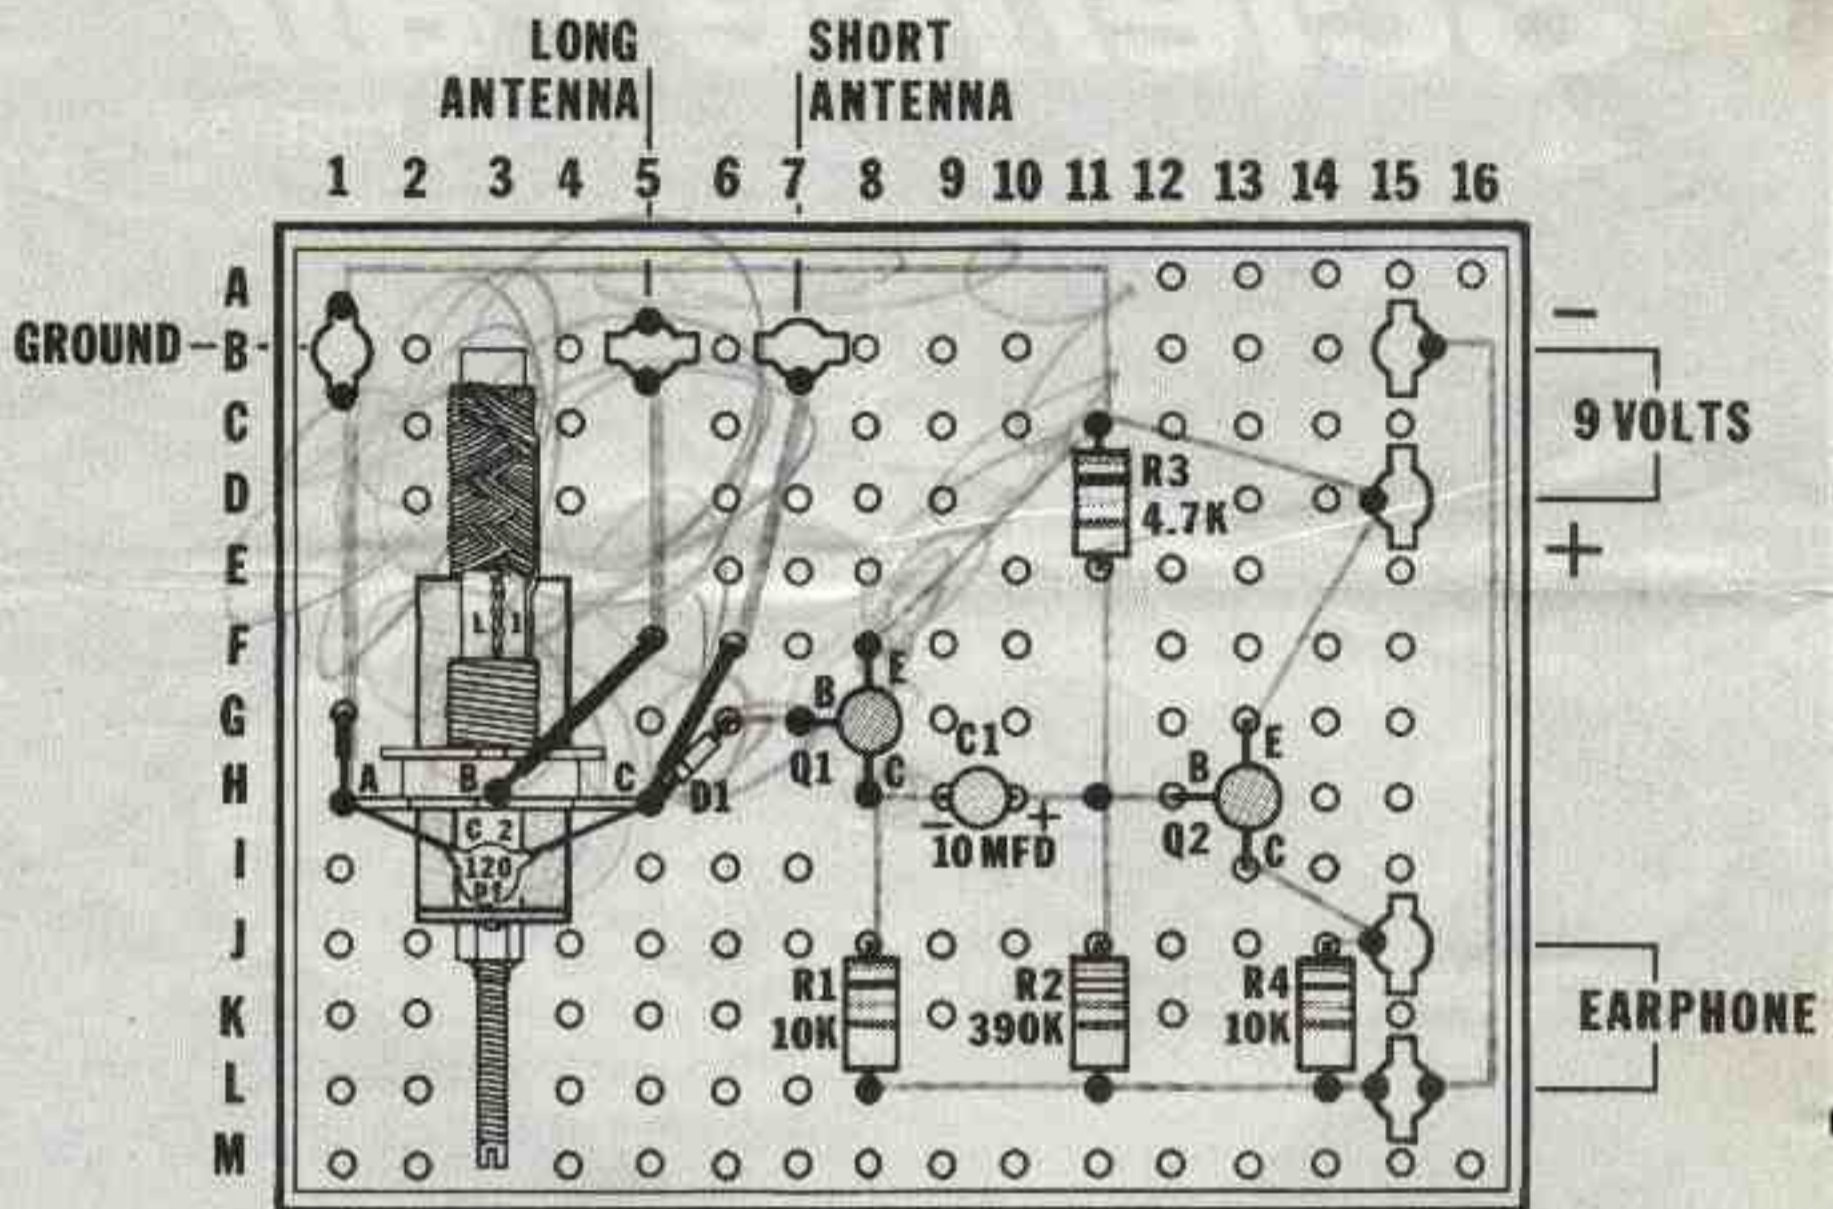 LONG
ANTENNA
SHORT
ANTENNA
1 2 3 4 5 6 7 8 9 10 11 12 13 14 15 16
A
GROUND B
C
D
E
F
G
H
I
J
K
L
M
−
9 VOLTS
+
EARPHONE
R3
4.7K
L 1
E
B
Q1
C
C1
− +
10 MFD
E
B
Q2
C
A
B
C
D1
C 2
120
Pf
R1
10K
R2
390K
R4
10K